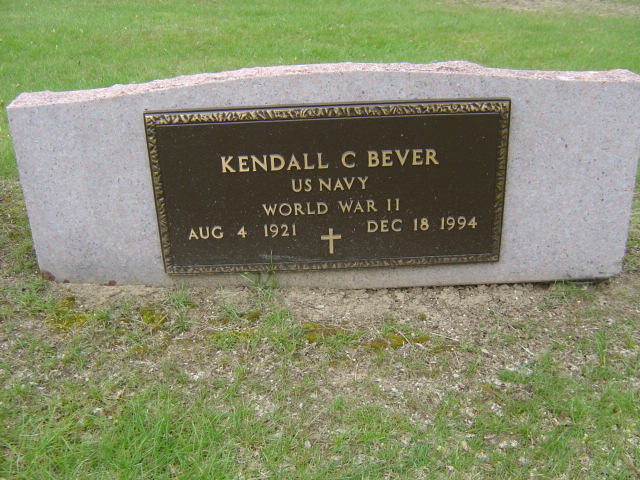 KENDALL C BEVER
US NAVY
WORLD WAR II
AUG 4 1921 DEC 18 1994